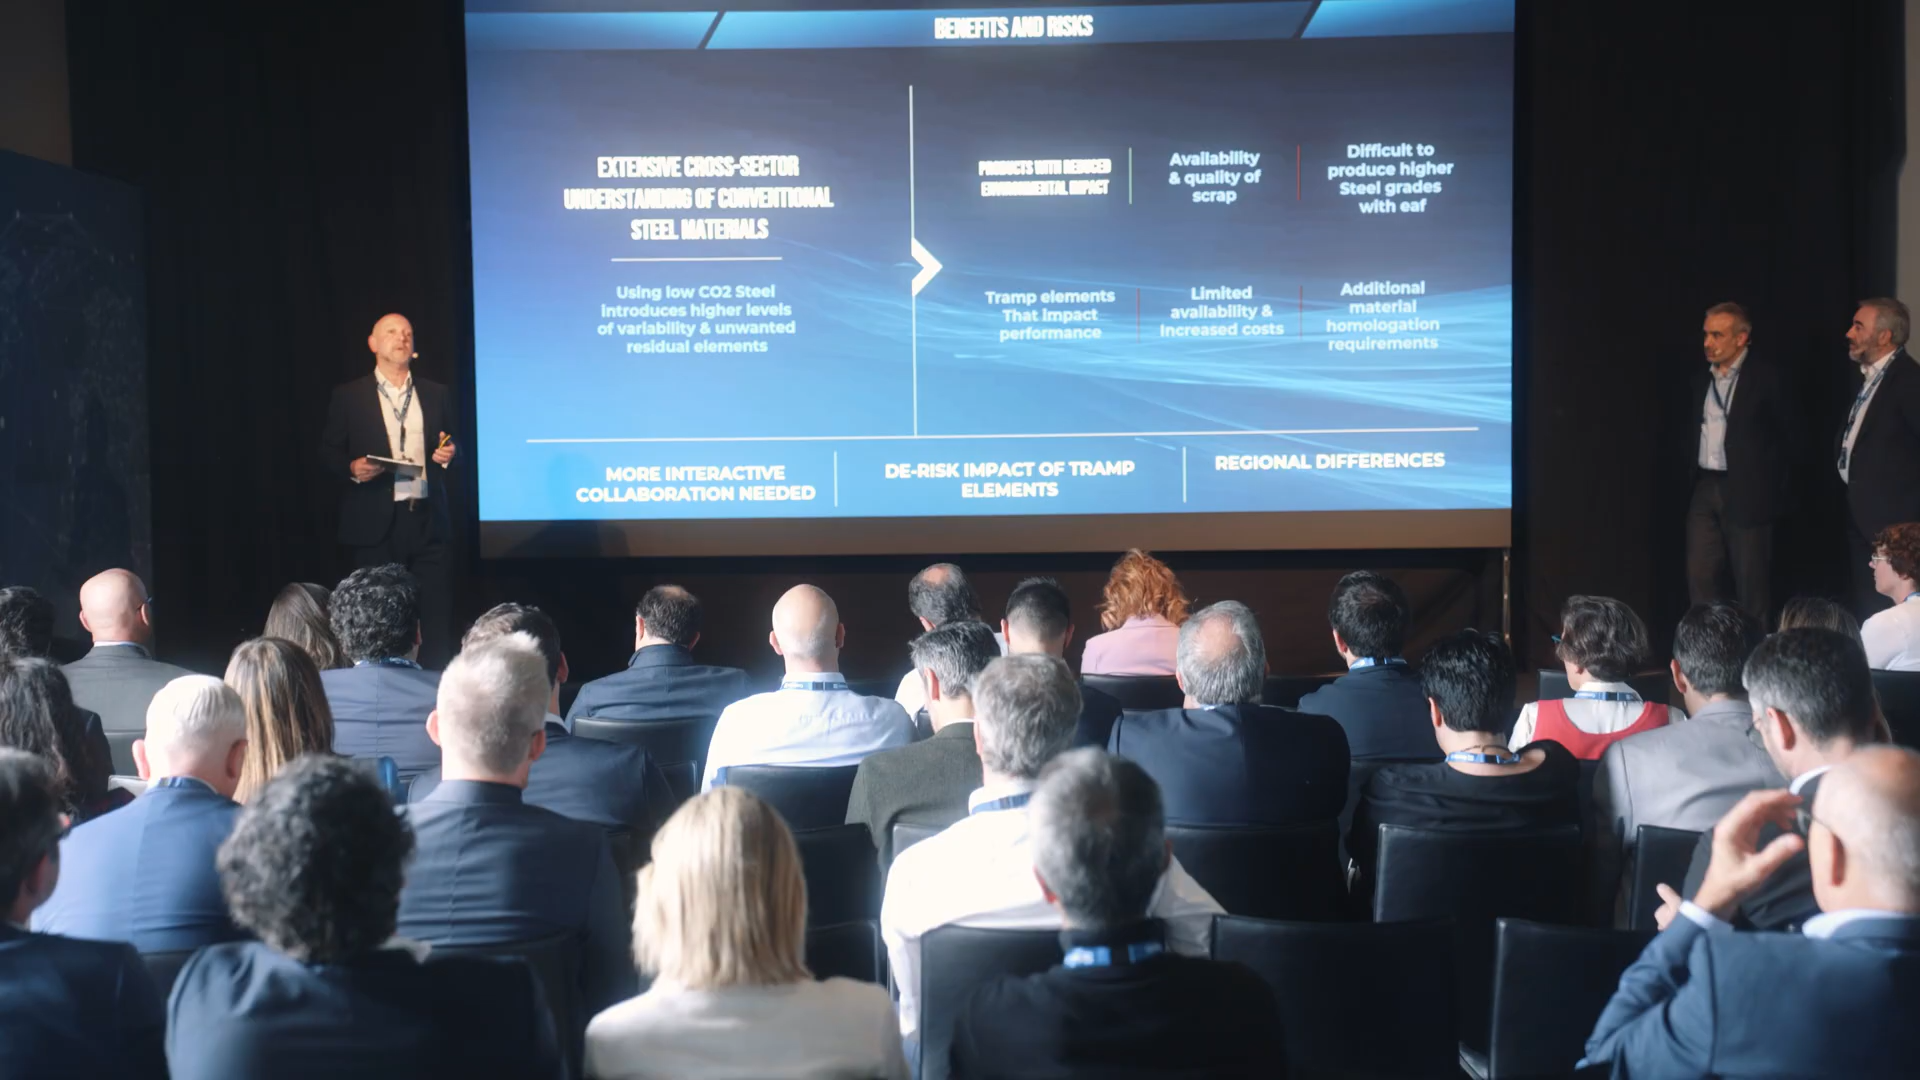 BENEFITS AND RISKS
EXTENSIVE CROSS-SECTOR
UNDERSTANDING OF CONVENTIONAL
STEEL MATERIALS
Using low CO2 Steel
introduces higher levels
of variability & unwanted
residual elements
PRODUCTS WITH REDUCED
ENVIRONMENTAL IMPACT
Availability
& quality of
scrap
Difficult to
produce higher
Steel grades
with eaf
Tramp elements
That impact
performance
Limited
availability &
Increased costs
Additional
material
homologation
requirements
MORE INTERACTIVE
COLLABORATION NEEDED
DE-RISK IMPACT OF TRAMP
ELEMENTS
REGIONAL DIFFERENCES